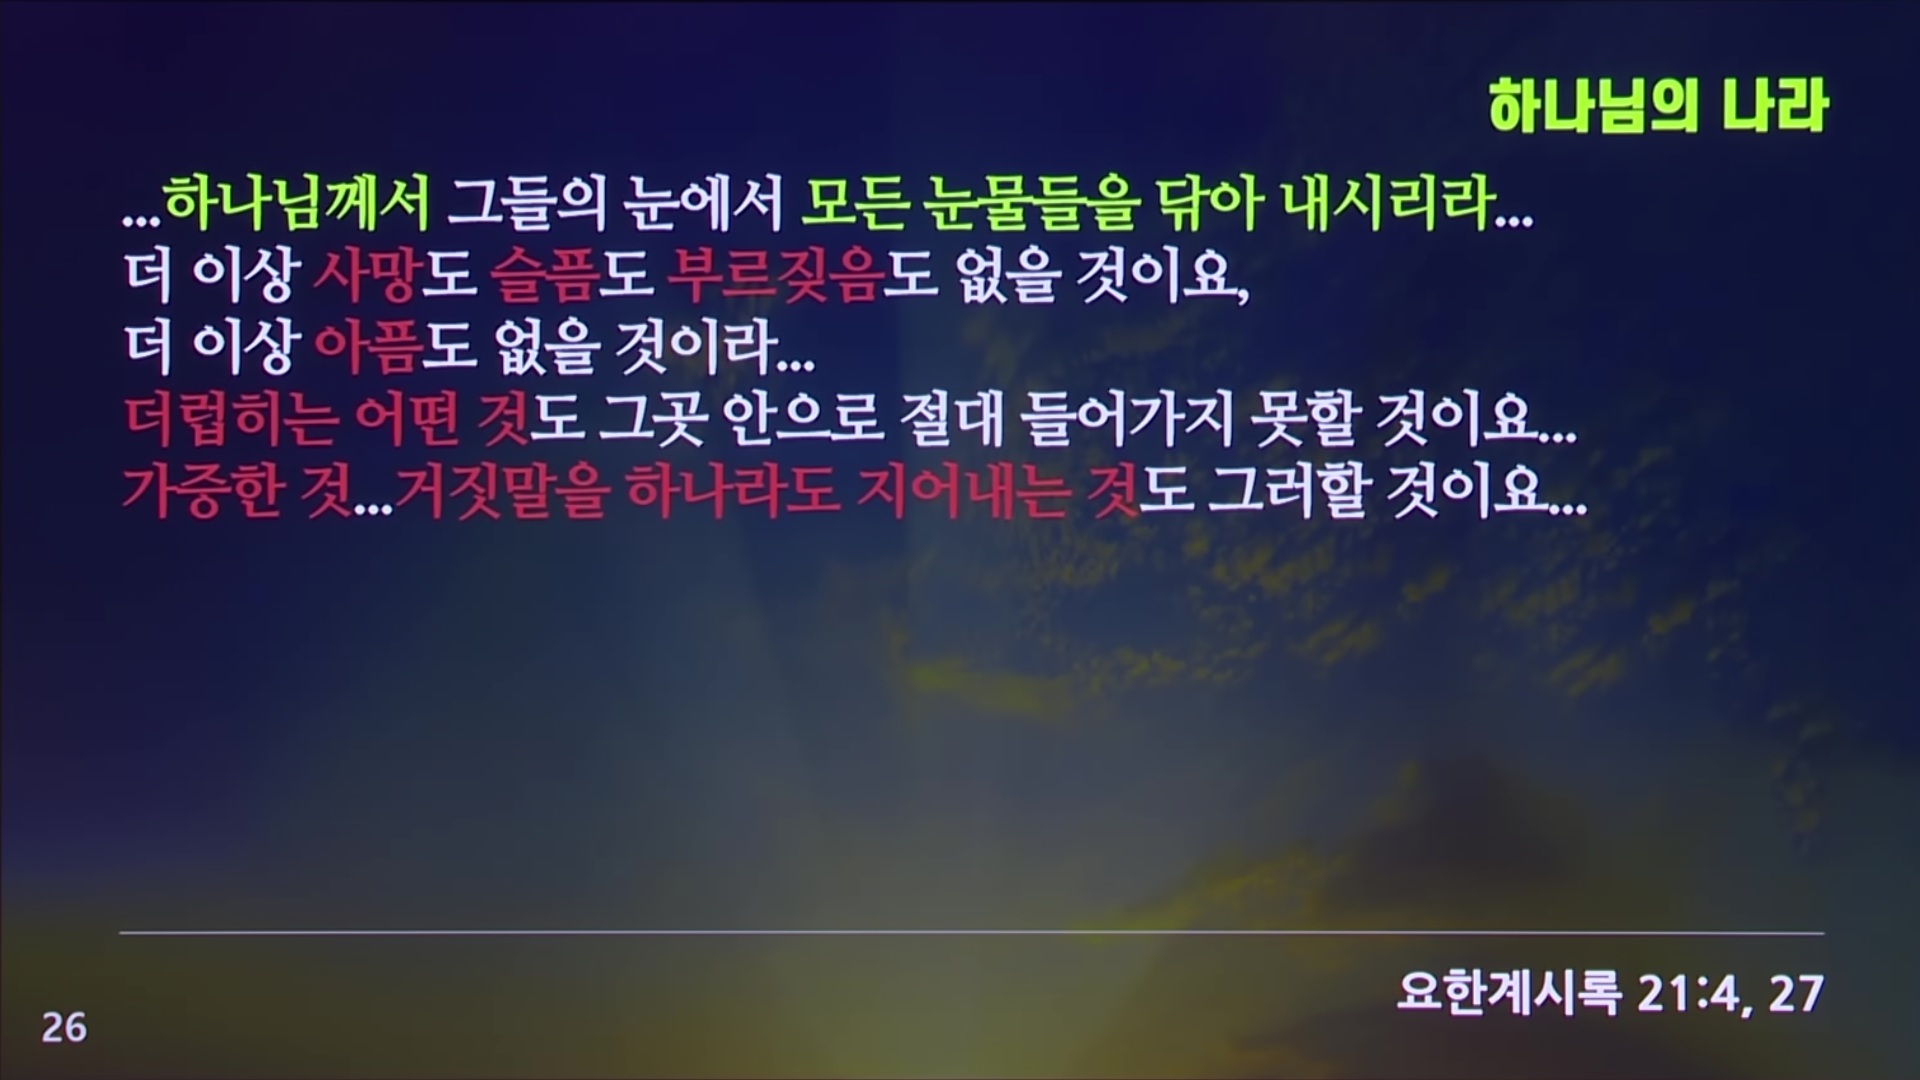 하나님의 나라
...하나님께서 그들의 눈에서 모든 눈물들을 닦아 내시리라...
더 이상 사망도 슬픔도 부르짖음도 없을 것이요,
더 이상 아픔도 없을 것이라...
더럽히는 어떤 것도 그곳 안으로 절대 들어가지 못할 것이요...
가증한 것...거짓말을 하나라도 지어내는 것도 그러할 것이요...
요한계시록 21:4, 27
26